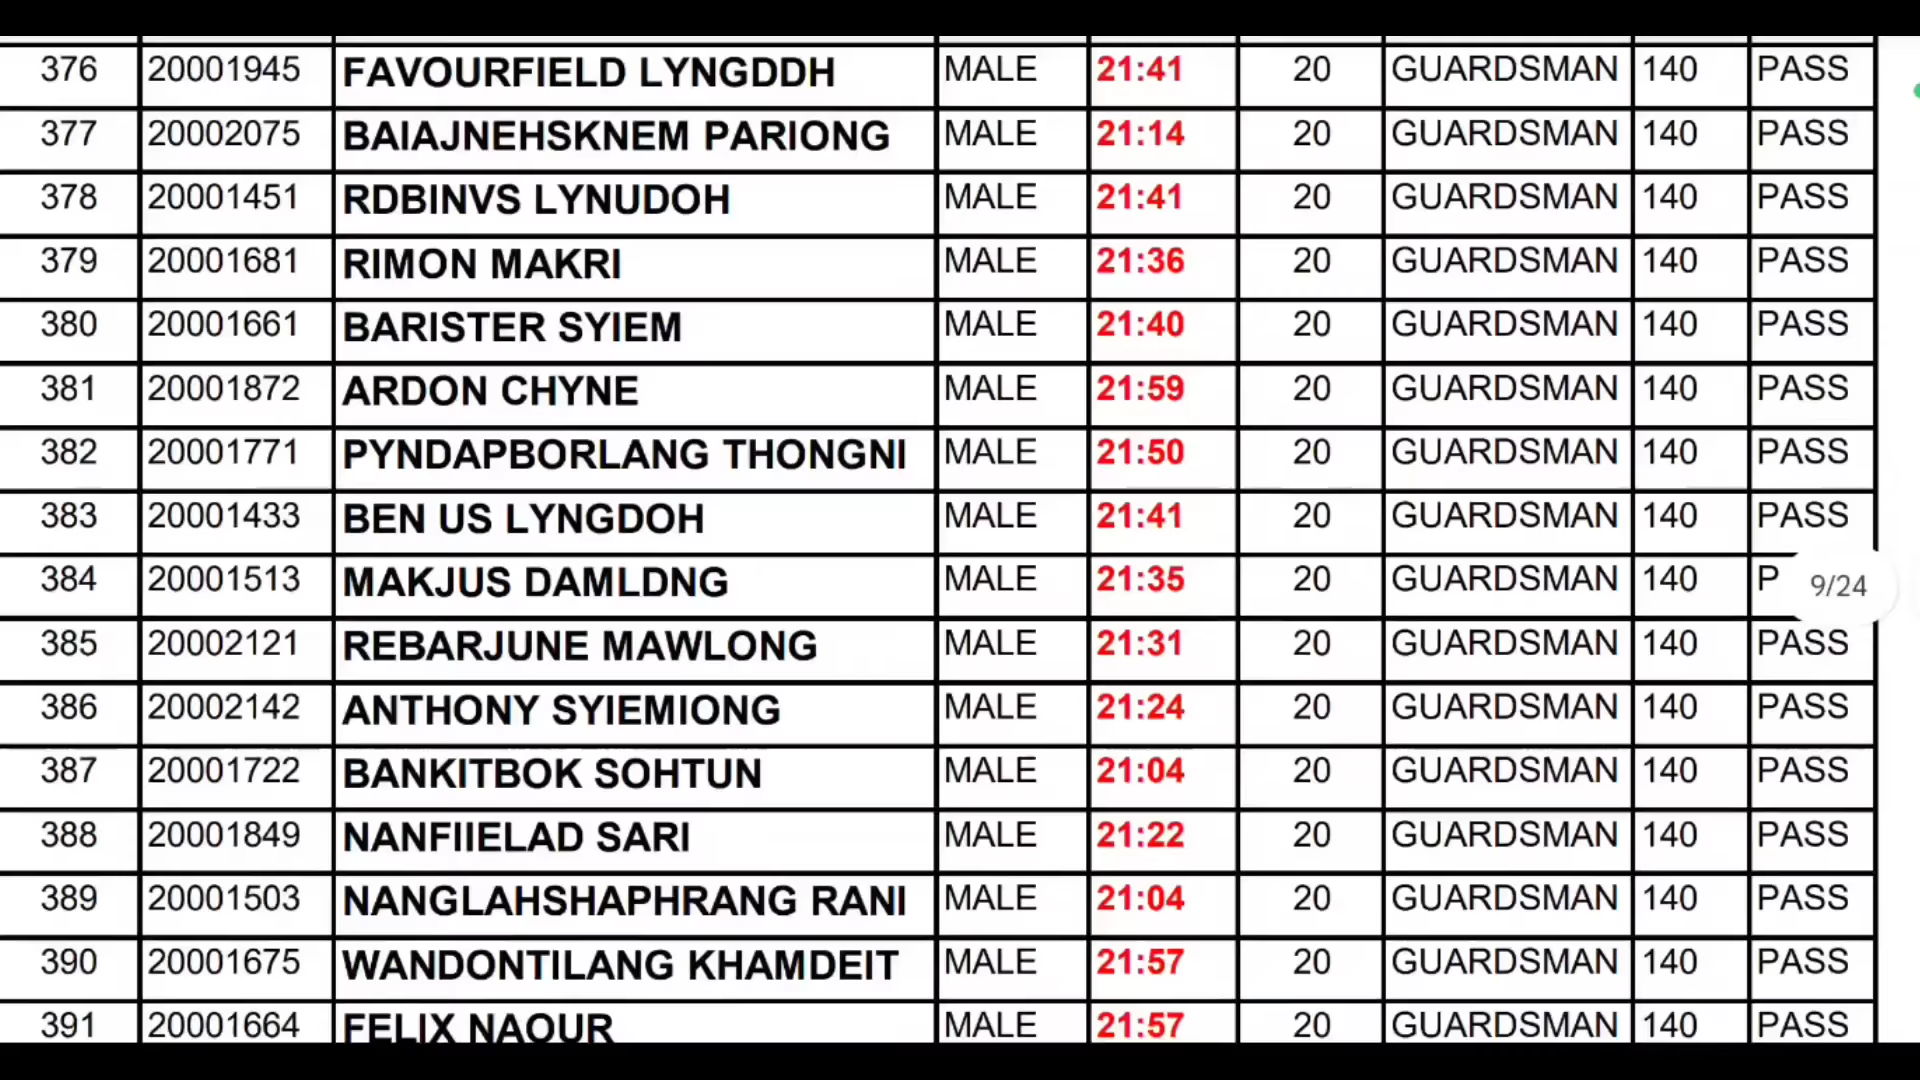 376 20001945 FAVOURFIELD LYNGDDH MALE 21:41 20 GUARDSMAN 140 PASS
377 20002075 BAIAJNEHSKNEM PARIONG MALE 21:14 20 GUARDSMAN 140 PASS
378 20001451 RDBINVS LYNUDOH MALE 21:41 20 GUARDSMAN 140 PASS
379 20001681 RIMON MAKRI MALE 21:36 20 GUARDSMAN 140 PASS
380 20001661 BARISTER SYIEM MALE 21:40 20 GUARDSMAN 140 PASS
381 20001872 ARDON CHYNE MALE 21:59 20 GUARDSMAN 140 PASS
382 20001771 PYNDAPBORLANG THONGNI MALE 21:50 20 GUARDSMAN 140 PASS
383 20001433 BEN US LYNGDOH MALE 21:41 20 GUARDSMAN 140 PASS
384 20001513 MAKJUS DAMLDNG MALE 21:35 20 GUARDSMAN 140 P 9/24
385 20002121 REBARJUNE MAWLONG MALE 21:31 20 GUARDSMAN 140 PASS
386 20002142 ANTHONY SYIEMIONG MALE 21:24 20 GUARDSMAN 140 PASS
387 20001722 BANKITBOK SOHTUN MALE 21:04 20 GUARDSMAN 140 PASS
388 20001849 NANFIIELAD SARI MALE 21:22 20 GUARDSMAN 140 PASS
389 20001503 NANGLAHSHAPHRANG RANI MALE 21:04 20 GUARDSMAN 140 PASS
390 20001675 WANDONTILANG KHAMDEIT MALE 21:57 20 GUARDSMAN 140 PASS
391 20001664 FELIX NAOUR MALE 21:57 20 GUARDSMAN 140 PASS